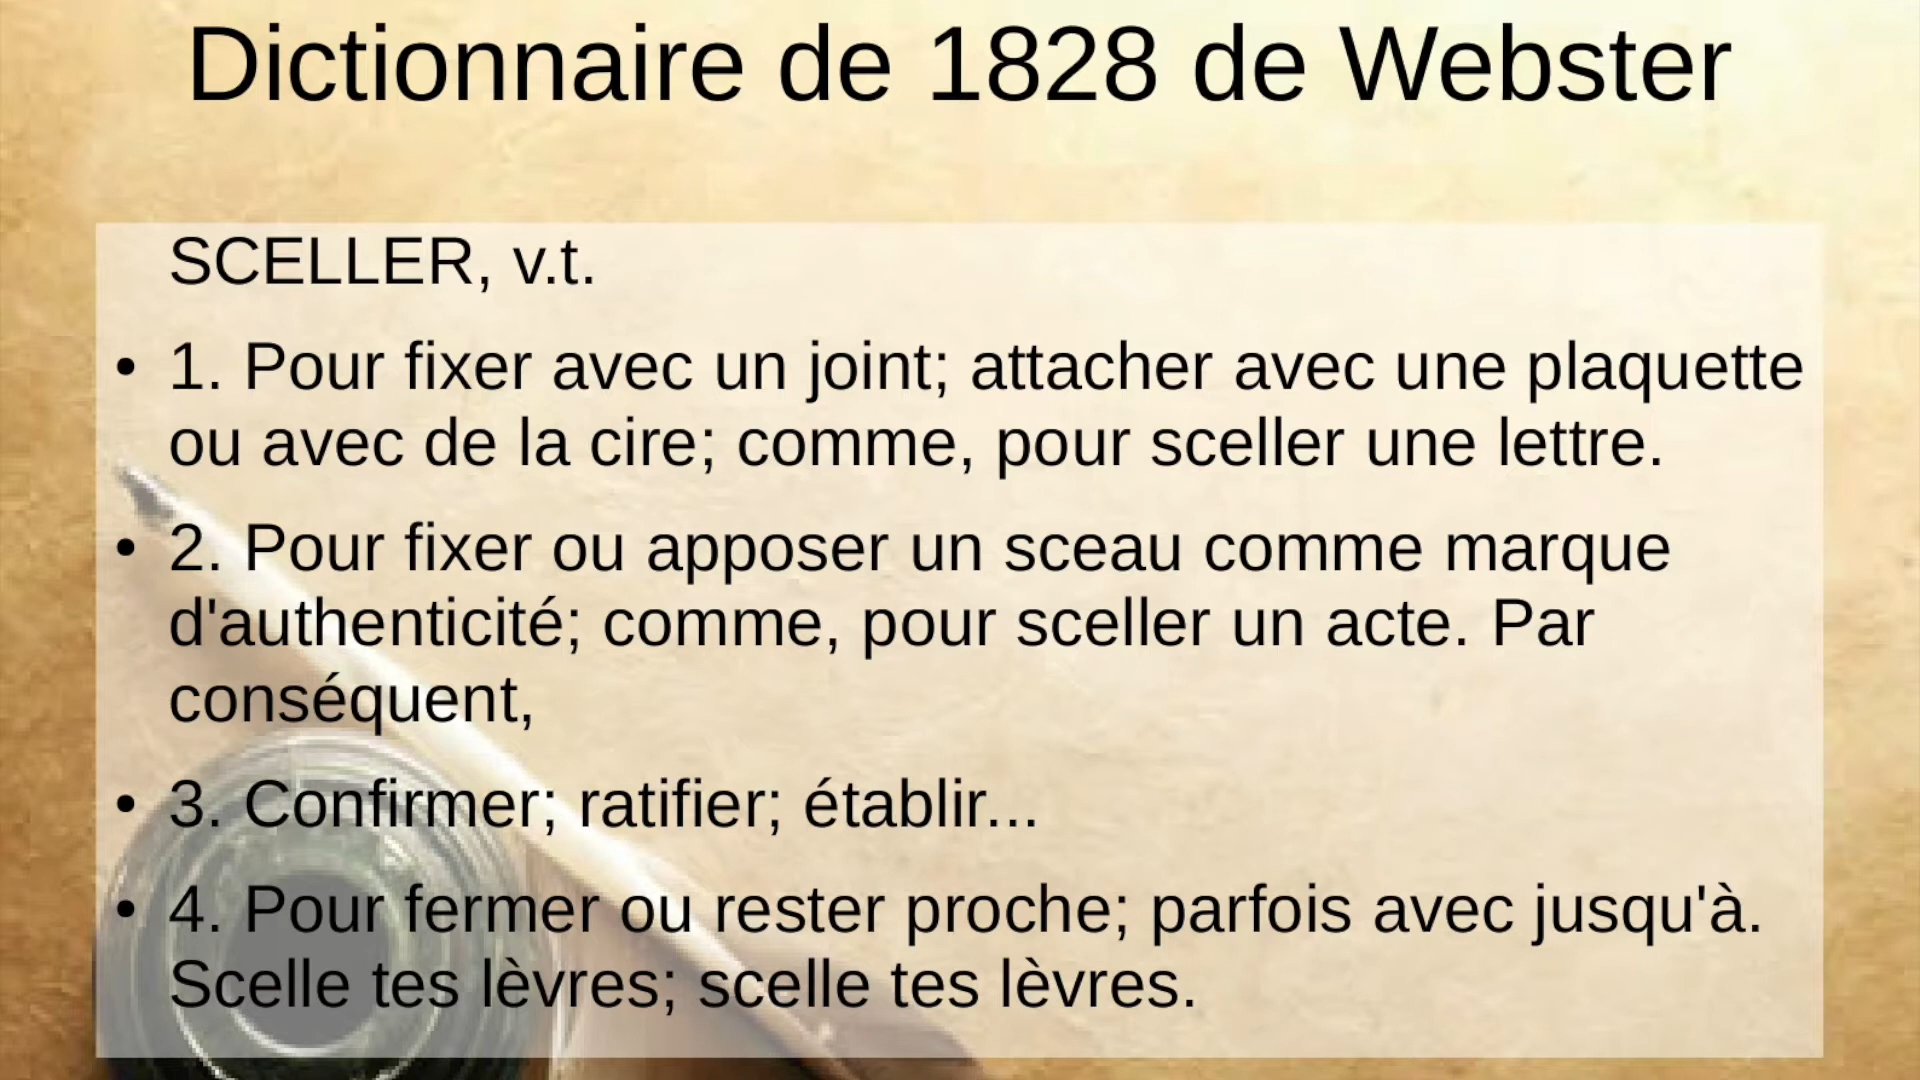 Dictionnaire de 1828 de Webster
SCELLER, v.t.
• 1. Pour fixer avec un joint; attacher avec une plaquette
ou avec de la cire; comme, pour sceller une lettre.
• 2. Pour fixer ou apposer un sceau comme marque
d'authenticité; comme, pour sceller un acte. Par
conséquent,
• 3. Confirmer; ratifier; établir...
• 4. Pour fermer ou rester proche; parfois avec jusqu'à.
Scelle tes lèvres; scelle tes lèvres.